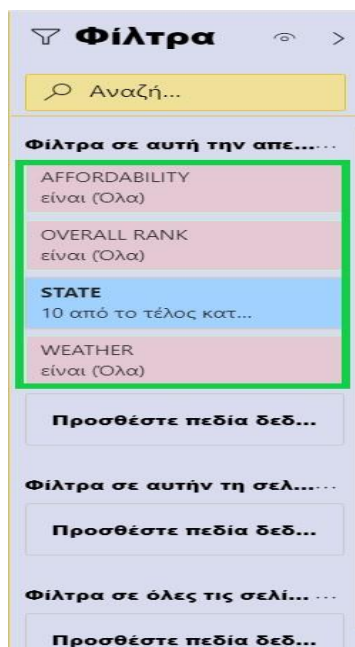 Φίλτρα
Αναζή...
Φίλτρα σε αυτή την απε...
AFFORDABILITY
είναι (Όλα)
OVERALL RANK
είναι (Όλα)
STATE
10 από το τέλος κατ...
WEATHER
είναι (Όλα)
Προσθέστε πεδία δεδ...
Φίλτρα σε αυτήν τη σελ...
Προσθέστε πεδία δεδ...
Φίλτρα σε όλες τις σελί...
Προσθέστε πεδία δεδ...